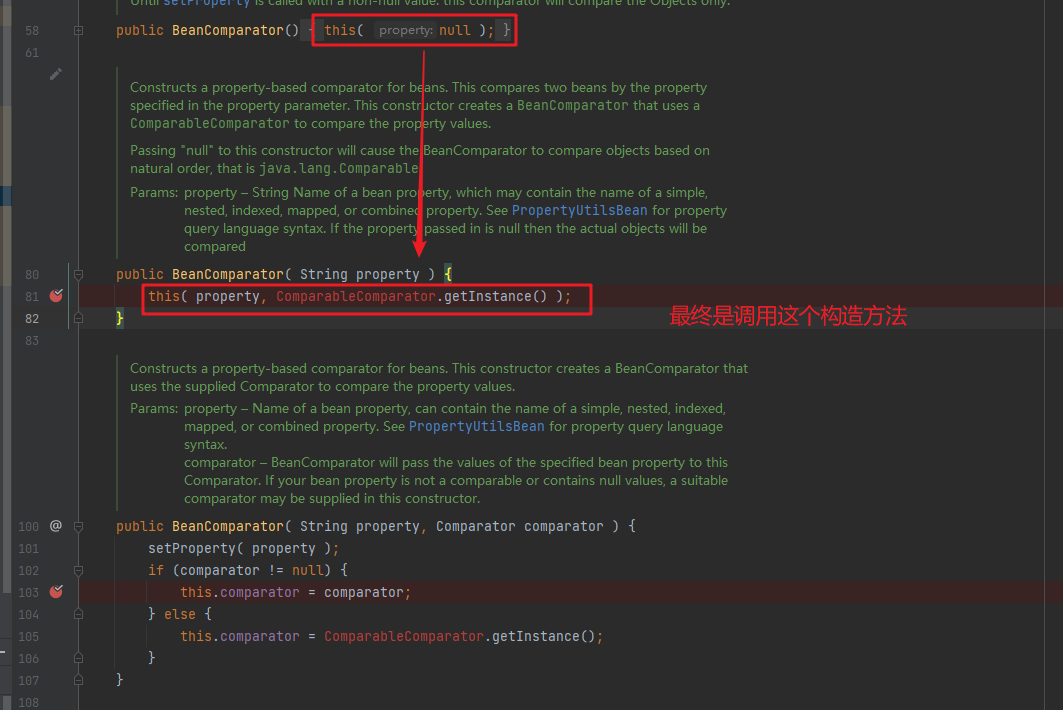 Until setProperty is called with a non-null value. this comparator will compare the Objects only.
58 public BeanComparator() { this( property: null ); }
61
Constructs a property-based comparator for beans. This compares two beans by the property
specified in the property parameter. This constructor creates a BeanComparator that uses a
ComparableComparator to compare the property values.
Passing "null" to this constructor will cause the BeanComparator to compare objects based on
natural order, that is java.lang.Comparable
Params: property – String Name of a bean property, which may contain the name of a simple,
nested, indexed, mapped, or combined property. See PropertyUtilsBean for property
query language syntax. If the property passed in is null then the actual objects will be
compared
80 public BeanComparator( String property ) {
81 this( property, ComparableComparator.getInstance() );
最终是调用这个构造方法
82 }
83
Constructs a property-based comparator for beans. This constructor creates a BeanComparator that
uses the supplied Comparator to compare the property values.
Params: property – Name of a bean property, can contain the name of a simple, nested, indexed,
mapped, or combined property. See PropertyUtilsBean for property query language
syntax.
comparator – BeanComparator will pass the values of the specified bean property to this
Comparator. If your bean property is not a comparable or contains null values, a suitable
comparator may be supplied in this constructor.
100 @ public BeanComparator( String property, Comparator comparator ) {
101 setProperty( property );
102 if (comparator != null) {
103 this.comparator = comparator;
104 } else {
105 this.comparator = ComparableComparator.getInstance();
106 }
107 }
108